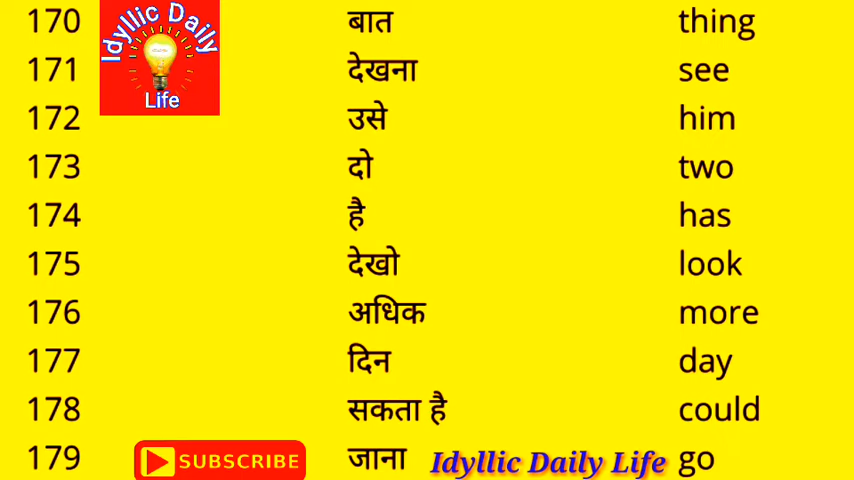 170 बात thing
Idyllic Daily
Life
171 देखना see
172 उसे him
173 दो two
174 है has
175 देखो look
176 अधिक more
177 दिन day
178 सकता है could
179 SUBSCRIBE जाना Idyllic Daily Life go